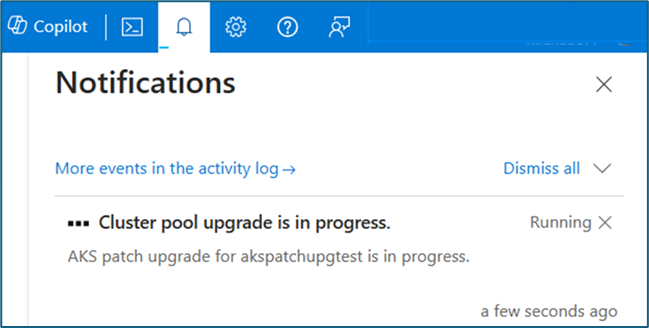 Copilot
Notifications
More events in the activity log→
Dismiss all
Cluster pool upgrade is in progress.
Running
AKS patch upgrade for akspatchupgtest is in progress.
a few seconds ago